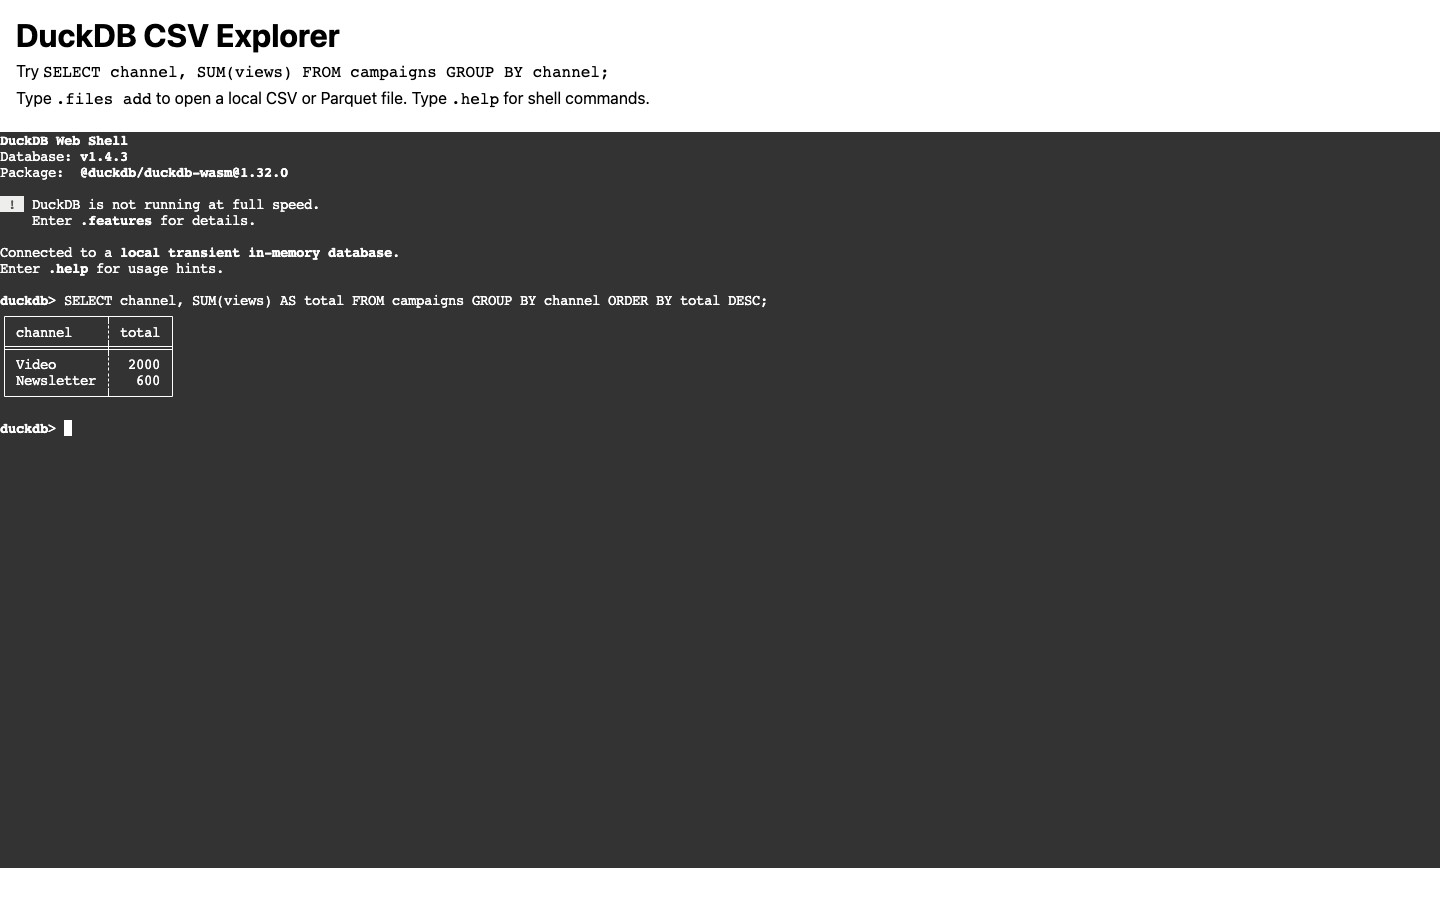 DuckDB CSV Explorer
Try SELECT channel, SUM(views) FROM campaigns GROUP BY channel;
Type .files add to open a local CSV or Parquet file. Type .help for shell commands.
DuckDB Web Shell
Database: v1.4.3
Package:  @duckdb/duckdb-wasm@1.32.0
! DuckDB is not running at full speed.
Enter .features for details.
Connected to a local transient in-memory database.
Enter .help for usage hints.
duckdb> SELECT channel, SUM(views) AS total FROM campaigns GROUP BY channel ORDER BY total DESC;
channel total
Video 2000
Newsletter 600
duckdb>